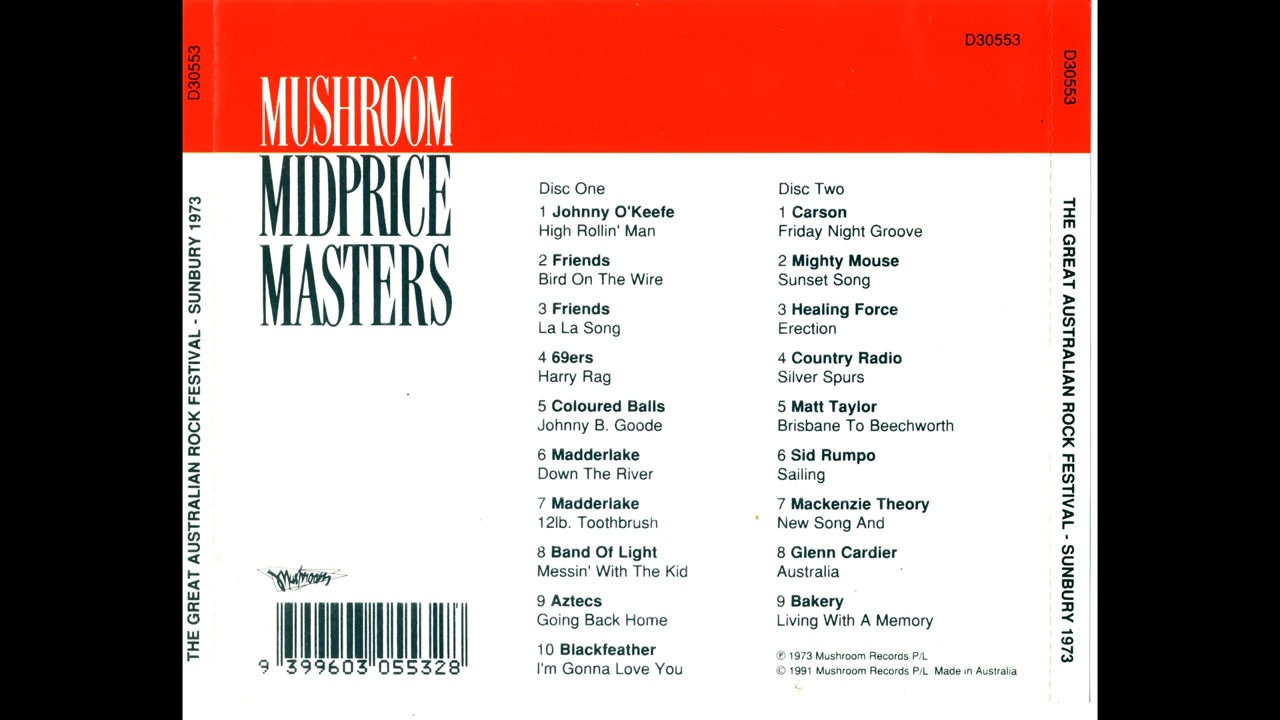 D30553
D30553
D30553
MUSHROOM
MIDPRICE
MASTERS
THE GREAT AUSTRALIAN ROCK FESTIVAL - SUNBURY 1973
Disc One
1 Johnny O'Keefe
High Rollin' Man
2 Friends
Bird On The Wire
3 Friends
La La Song
4 69ers
Harry Rag
5 Coloured Balls
Johnny B. Goode
6 Madderlake
Down The River
7 Madderlake
12lb. Toothbrush
8 Band Of Light
Messin' With The Kid
9 Aztecs
Going Back Home
10 Blackfeather
I'm Gonna Love You
Disc Two
1 Carson
Friday Night Groove
2 Mighty Mouse
Sunset Song
3 Healing Force
Erection
4 Country Radio
Silver Spurs
5 Matt Taylor
Brisbane To Beechworth
6 Sid Rumpo
Sailing
7 Mackenzie Theory
New Song And
8 Glenn Cardier
Australia
9 Bakery
Living With A Memory
℗ 1973 Mushroom Records P/L
© 1991 Mushroom Records P/L Made in Australia
THE GREAT AUSTRALIAN ROCK FESTIVAL - SUNBURY 1973
Mushroom
9 399603 055328